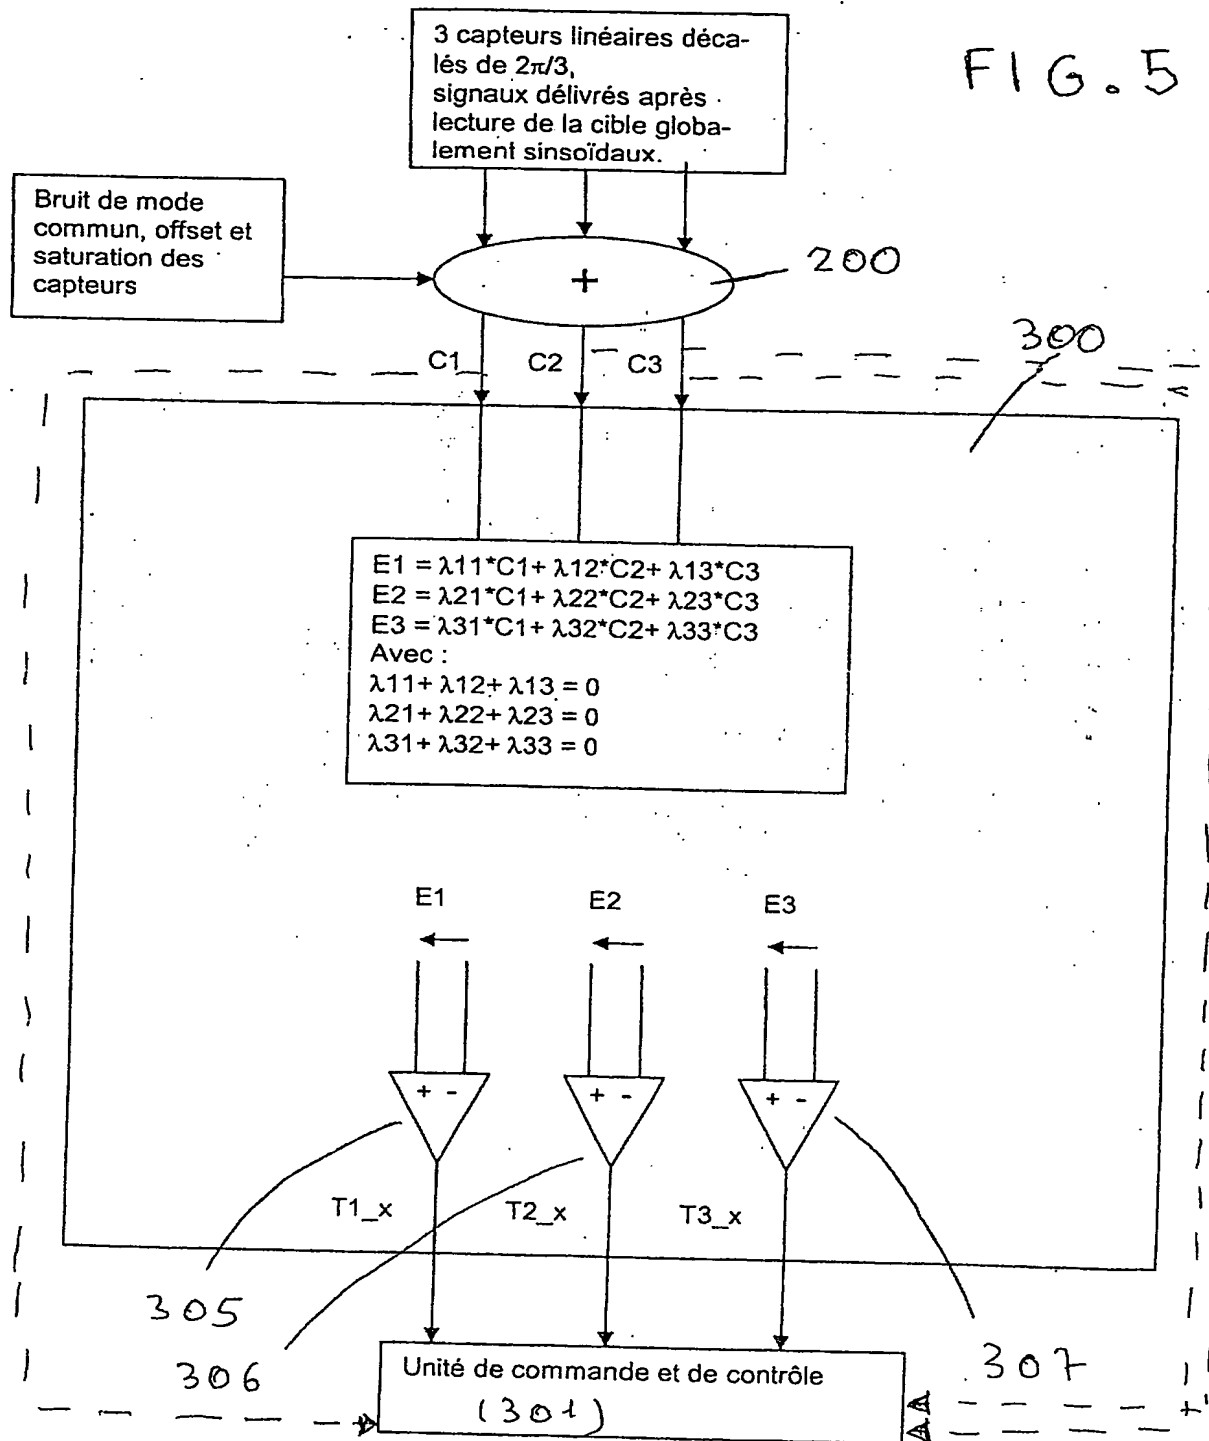 3 capteurs linéaires déca-
lés de 2π/3,
signaux délivrés après
lecture de la cible globa-
lement sinsoïdaux.
FIG. 5
Bruit de mode
commun, offset et
saturation des
capteurs
+
200
300
C1
C2
C3
E1 = λ11*C1+ λ12*C2+ λ13*C3
E2 = λ21*C1+ λ22*C2+ λ23*C3
E3 = λ31*C1+ λ32*C2+ λ33*C3
Avec :
λ11+ λ12+ λ13 = 0
λ21+ λ22+ λ23 = 0
λ31+ λ32+ λ33 = 0
E1
E2
E3
+ -
+ -
+ -
T1_x
T2_x
T3_x
305
306
307
Unité de commande et de contrôle
(301)